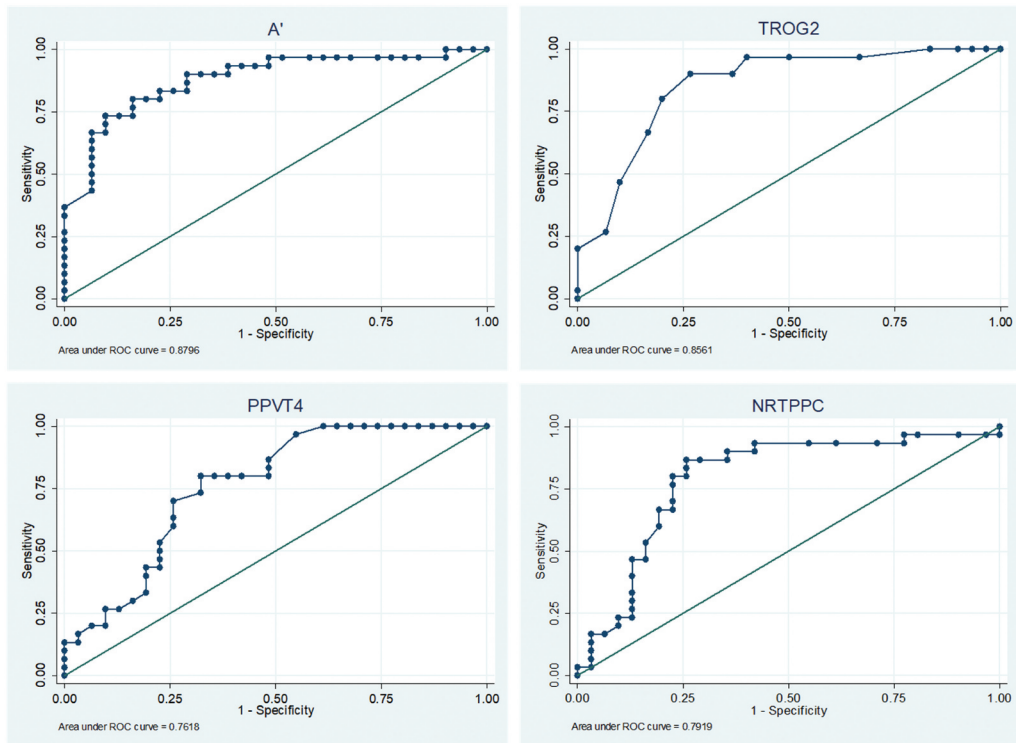 A'
Sensitivity
1.00
0.75
0.50
0.25
0.00
0.00 0.25 0.50 0.75 1.00
1 - Specificity
Area under ROC curve = 0.8796
TROG2
Sensitivity
1.00
0.75
0.50
0.25
0.00
0.00 0.25 0.50 0.75 1.00
1 - Specificity
Area under ROC curve = 0.8561
PPVT4
Sensitivity
1.00
0.75
0.50
0.25
0.00
0.00 0.25 0.50 0.75 1.00
1 - Specificity
Area under ROC curve = 0.7618
NRTPPC
Sensitivity
1.00
0.75
0.50
0.25
0.00
0.00 0.25 0.50 0.75 1.00
1 - Specificity
Area under ROC curve = 0.7919